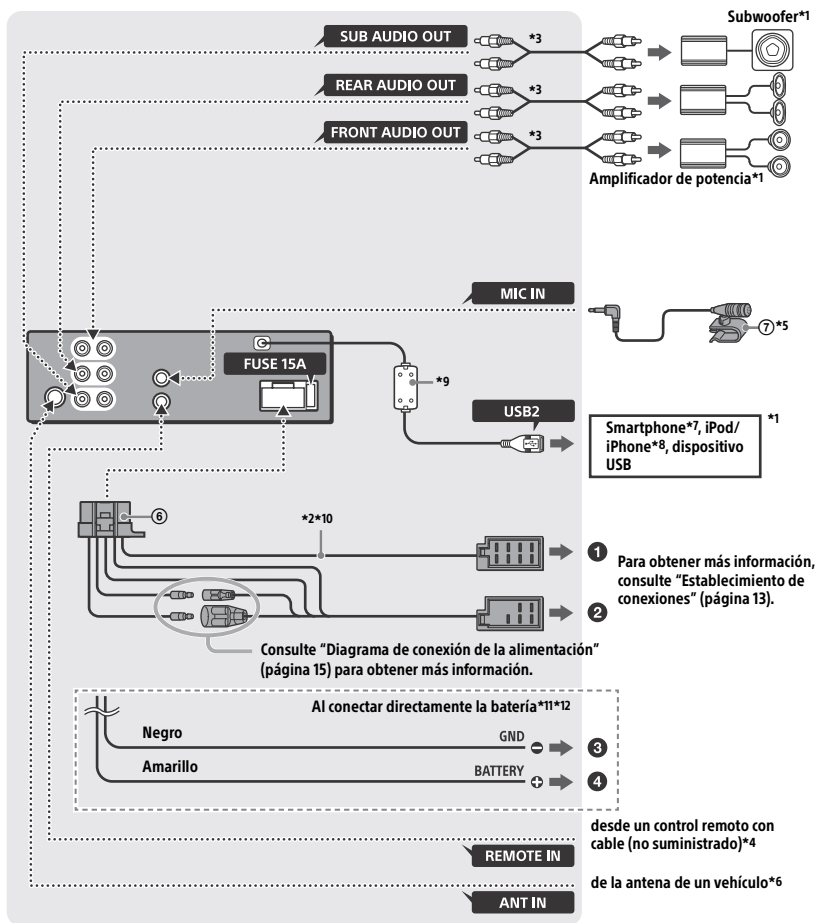 Subwoofer*1
SUB AUDIO OUT
*3
REAR AUDIO OUT
*3
FRONT AUDIO OUT
*3
Amplificador de potencia*1
MIC IN
⑦*5
FUSE 15A
*9
USB2
Smartphone*7, iPod/
iPhone*8, dispositivo
USB
*1
⑥
*2*10
❶
Para obtener más información,
consulte “Establecimiento de
conexiones” (página 13).
❷
Consulte “Diagrama de conexión de la alimentación”
(página 15) para obtener más información.
Al conectar directamente la batería*11*12
Negro
GND
❸
Amarillo
BATTERY
❹
desde un control remoto con
cable (no suministrado)*4
REMOTE IN
de la antena de un vehículo*6
ANT IN